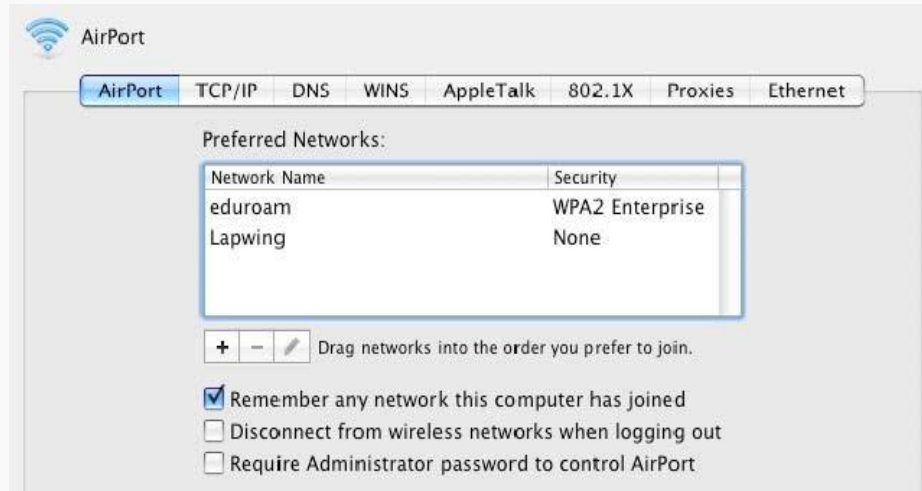 AirPort
AirPort TCP/IP DNS WINS AppleTalk 802.1X Proxies Ethernet
Preferred Networks:
Network Name Security
eduroam WPA2 Enterprise
Lapwing None
+ − Drag networks into the order you prefer to join.
Remember any network this computer has joined
Disconnect from wireless networks when logging out
Require Administrator password to control AirPort